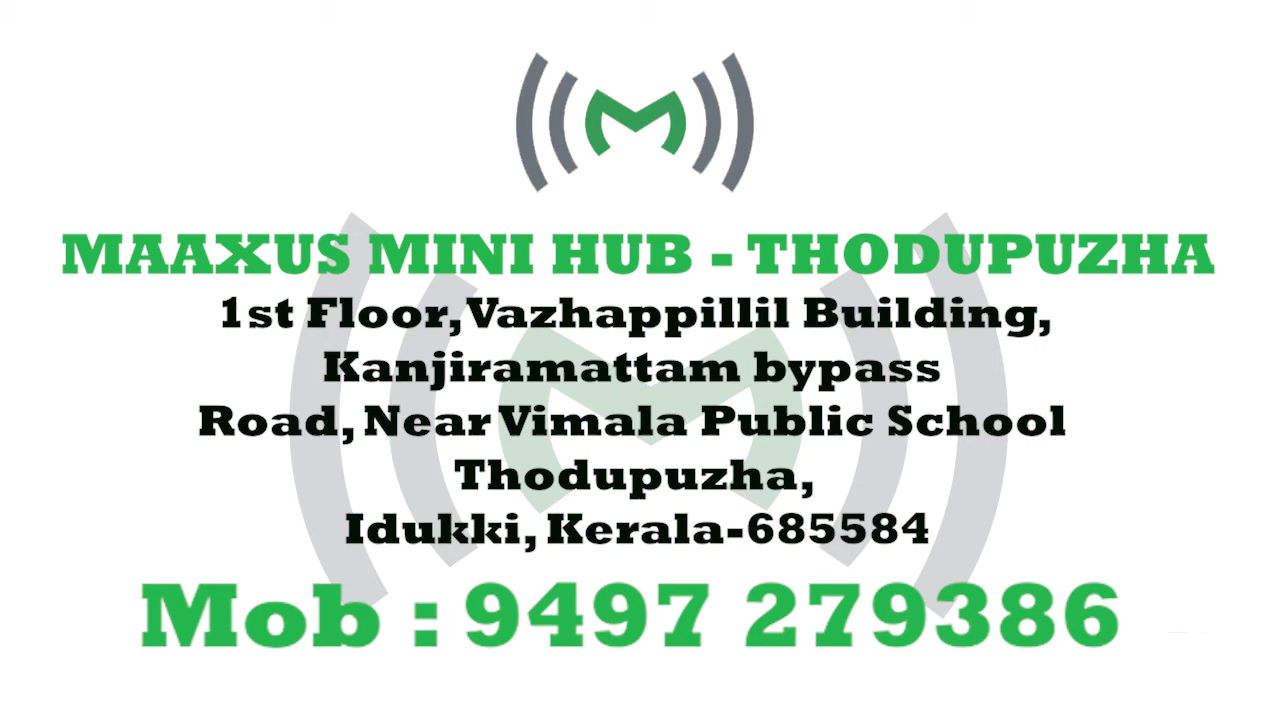 MAAXUS MINI HUB - THODUPUZHA
1st Floor, Vazhappillil Building,
Kanjiramattam bypass
Road, Near Vimala Public School
Thodupuzha,
Idukki, Kerala-685584
Mob : 9497 279386